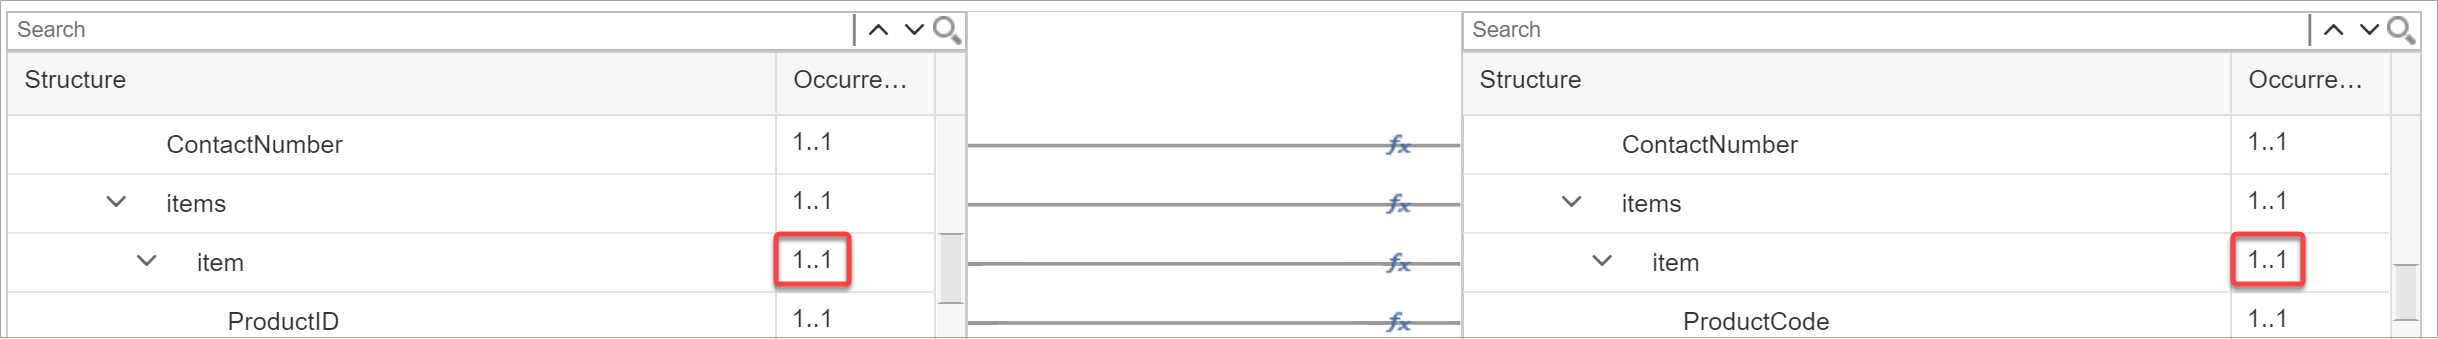 Search
Search
Structure Occurre...
Structure Occurre...
ContactNumber 1..1
fx
ContactNumber 1..1
items 1..1
fx
items 1..1
item 1..1
fx
item 1..1
ProductID 1..1
fx
ProductCode 1..1